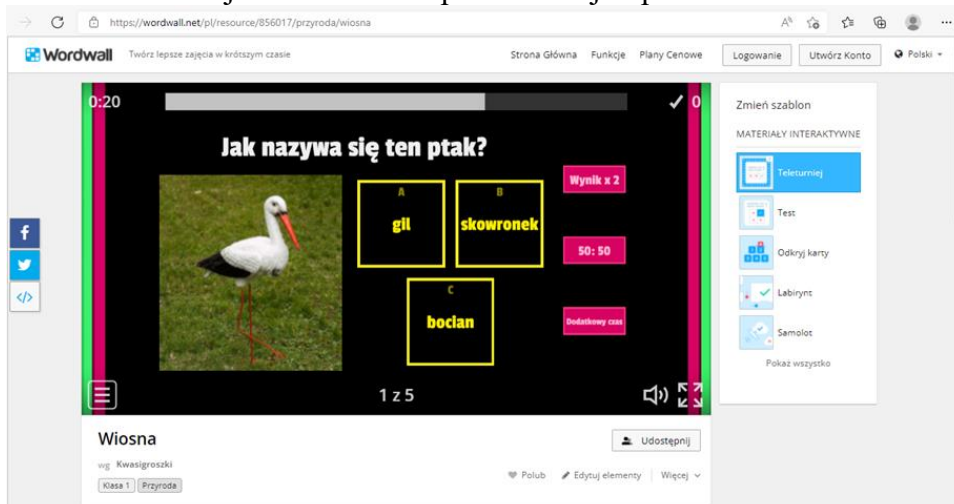 https://wordwall.net/pl/resource/856017/przyroda/wiosna
Wordwall
Twórz lepsze zajęcia w krótszym czasie
Strona Główna Funkcje Plany Cenowe
Logowanie
Utwórz Konto
Polski
0:20
0
Jak nazywa się ten ptak?
A
gil
B
skowronek
C
bocian
Wynik x 2
50: 50
Dodatkowy czas
1 z 5
Zmień szablon
MATERIAŁY INTERAKTYWNE
Teleturniej
Test
Odkryj karty
Labirynt
Samolot
Pokaż wszystko
Wiosna
Udostępnij
wg Kwasigroszki
Klasa 1 Przyroda
Polub Edytuj elementy Więcej